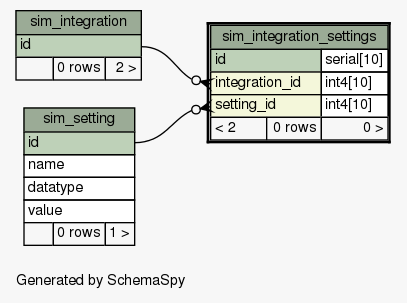 sim_integration
id
0 rows 2 >
sim_integration_settings
id serial[10]
integration_id int4[10]
setting_id int4[10]
< 2 0 rows 0 >
sim_setting
id
name
datatype
value
0 rows 1 >
Generated by SchemaSpy